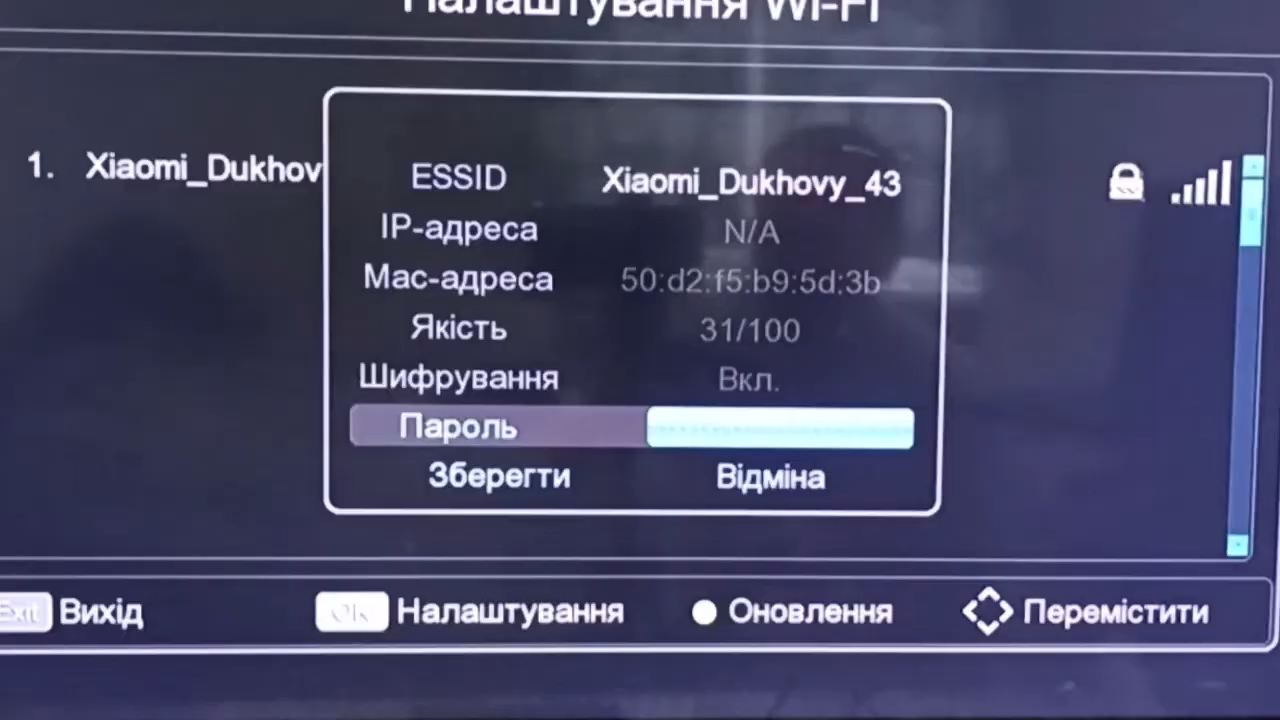 Налаштування Wi-Fi
1. Xiaomi_Dukhov
ESSID Xiaomi_Dukhovy_43
IP-адреса N/A
Мас-адреса 50:d2:f5:b9:5d:3b
Якість 31/100
Шифрування Вкл.
Пароль
Зберегти Відміна
Exit Вихід OK Налаштування Оновлення Перемістити